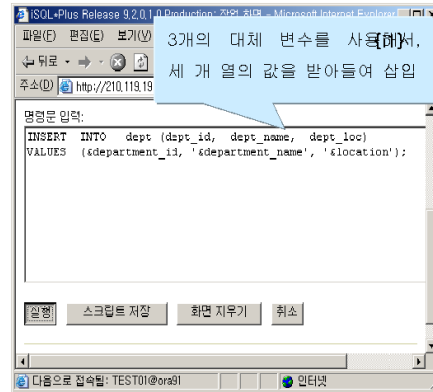 iSQL*Plus Release 9.2.0.1.0 Production: 작업 화면 - Microsoft Internet Explorer
파일(F) 편집(E) 보기(V)
3개의 대체 변수를 사용해서,
세 개 열의 값을 받아들여 삽입
뒤로
주소(D) http://210.119.19
명령문 입력:
INSERT INTO dept (dept_id, dept_name, dept_loc)
VALUES (&department_id, '&department_name', '&location');
실행 스크립트 저장 화면 지우기 취소
다음으로 접속됨: TEST01@ora91 인터넷